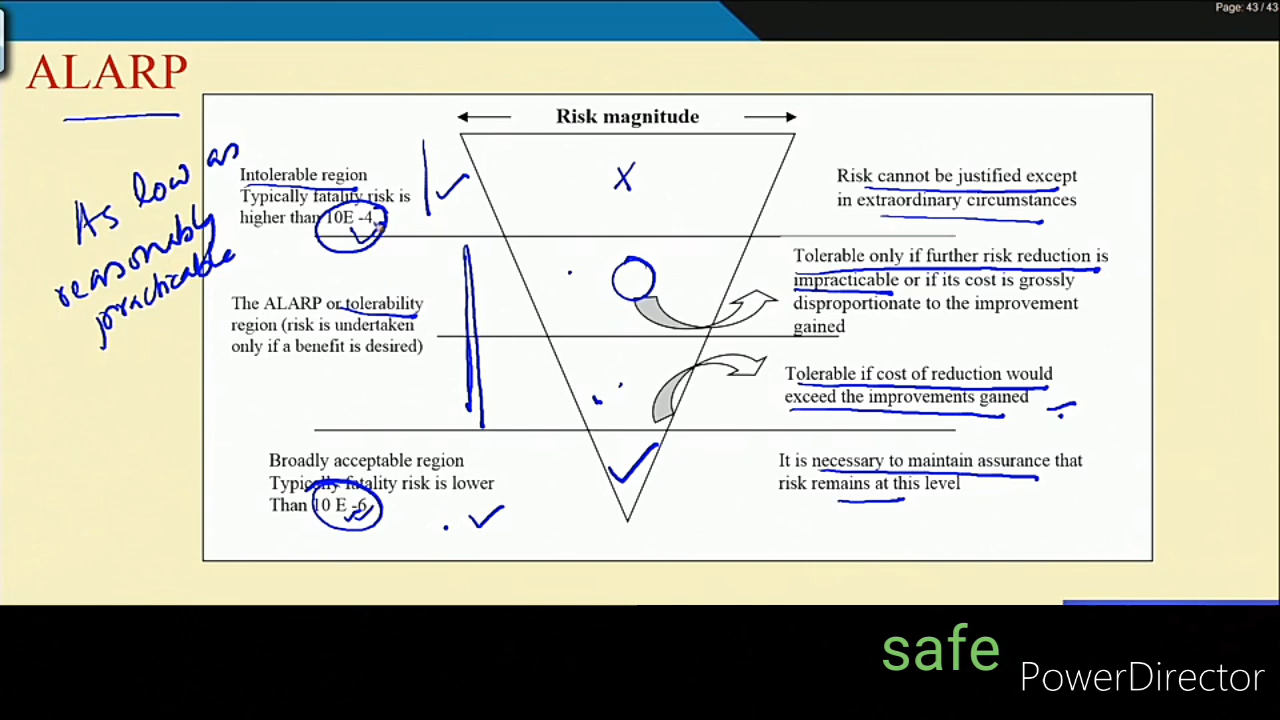 Page: 43 / 43
ALARP
As low as
reasonably
practicable
Risk magnitude
Intolerable region
Typically fatality risk is
higher than 10E -4
X
Risk cannot be justified except
in extraordinary circumstances
The ALARP or tolerability
region (risk is undertaken
only if a benefit is desired)
Tolerable only if further risk reduction is
impracticable or if its cost is grossly
disproportionate to the improvement
gained
Tolerable if cost of reduction would
exceed the improvements gained
Broadly acceptable region
Typically fatality risk is lower
Than 10 E -6
It is necessary to maintain assurance that
risk remains at this level
safe
PowerDirector